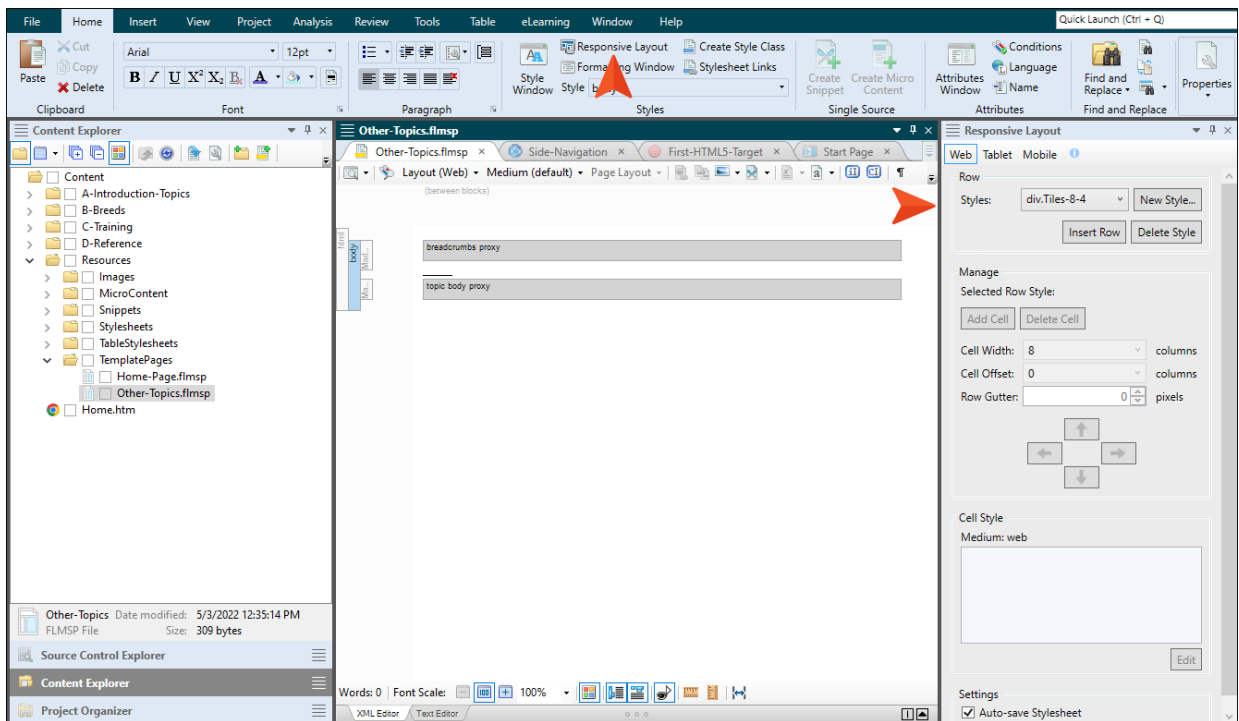 File Home Insert View Project Analysis Review Tools Table eLearning Window Help Quick Launch (Ctrl + Q)
Paste
Cut
Copy
Delete
Clipboard
Arial 12pt
B I U X² X₂ B A
Font
Paragraph
Style Window
Responsive Layout
Formatting Window
Style
Create Style Class
Stylesheet Links
Styles
Create Snippet
Create Micro Content
Single Source
Attributes Window
Conditions
Language
Name
Attributes
Find and Replace
Find and Replace
Properties
Content Explorer
Content
A-Introduction-Topics
B-Breeds
C-Training
D-Reference
Resources
Images
MicroContent
Snippets
Stylesheets
TableStylesheets
TemplatePages
Home-Page.flmsp
Other-Topics.flmsp
Home.htm
Other-Topics Date modified: 5/3/2022 12:35:14 PM
FLMSP File Size: 309 bytes
Source Control Explorer
Content Explorer
Project Organizer
Other-Topics.flmsp
Other-Topics.flmsp × Side-Navigation × First-HTML5-Target × Start Page ×
Layout (Web) Medium (default) Page Layout
(between blocks)
html
body
Mad...
breadcrumbs proxy
Ma...
topic body proxy
Words: 0 Font Scale: 100 100%
XML Editor Text Editor
Responsive Layout
Web Tablet Mobile
Row
Styles: div.Tiles-8-4 New Style...
Insert Row Delete Style
Manage
Selected Row Style:
Add Cell Delete Cell
Cell Width: 8 columns
Cell Offset: 0 columns
Row Gutter: 0 pixels
Cell Style
Medium: web
Edit
Settings
Auto-save Stylesheet